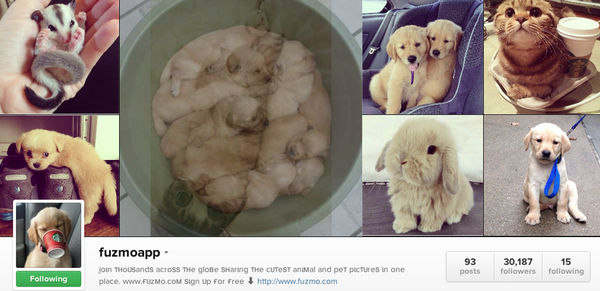 fuzmoapp
Join THOUSandS acroSS THe gloBe SHaring THe cUTeST aniMal and peT picTUreS in one
place. www.FUZMo.coM Sign Up For Free ⬇ http://www.fuzmo.com
Following
93 30,187 15
posts followers following